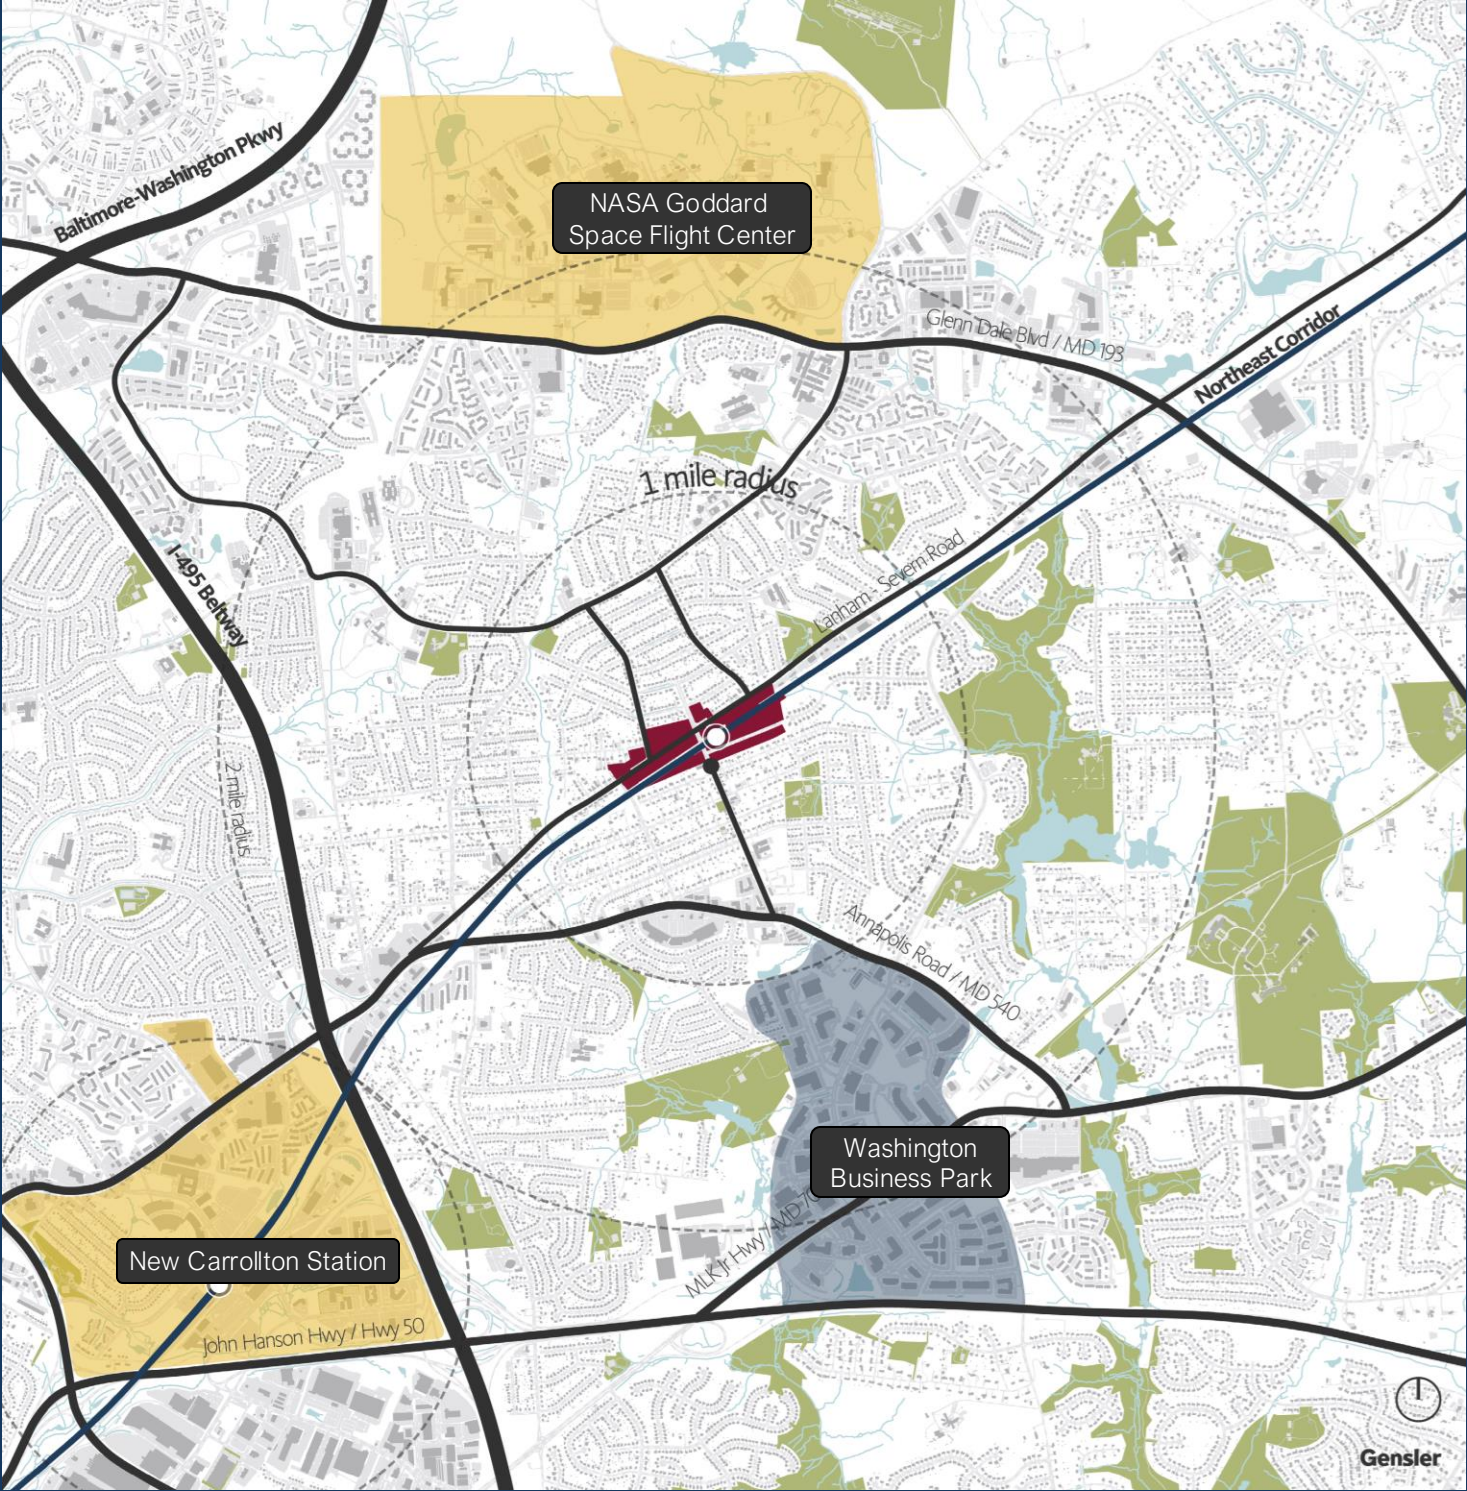 Baltimore-Washington Pkwy
NASA Goddard
Space Flight Center
Glenn Dale Blvd / MD 193
Northeast Corridor
1 mile radius
Lanham - Severn Road
I-495 Beltway
2 mile radius
Annapolis Road / MD 540
Washington
Business Park
MLK Jr Hwy / MD 70
New Carrollton Station
John Hanson Hwy / Hwy 50
Gensler